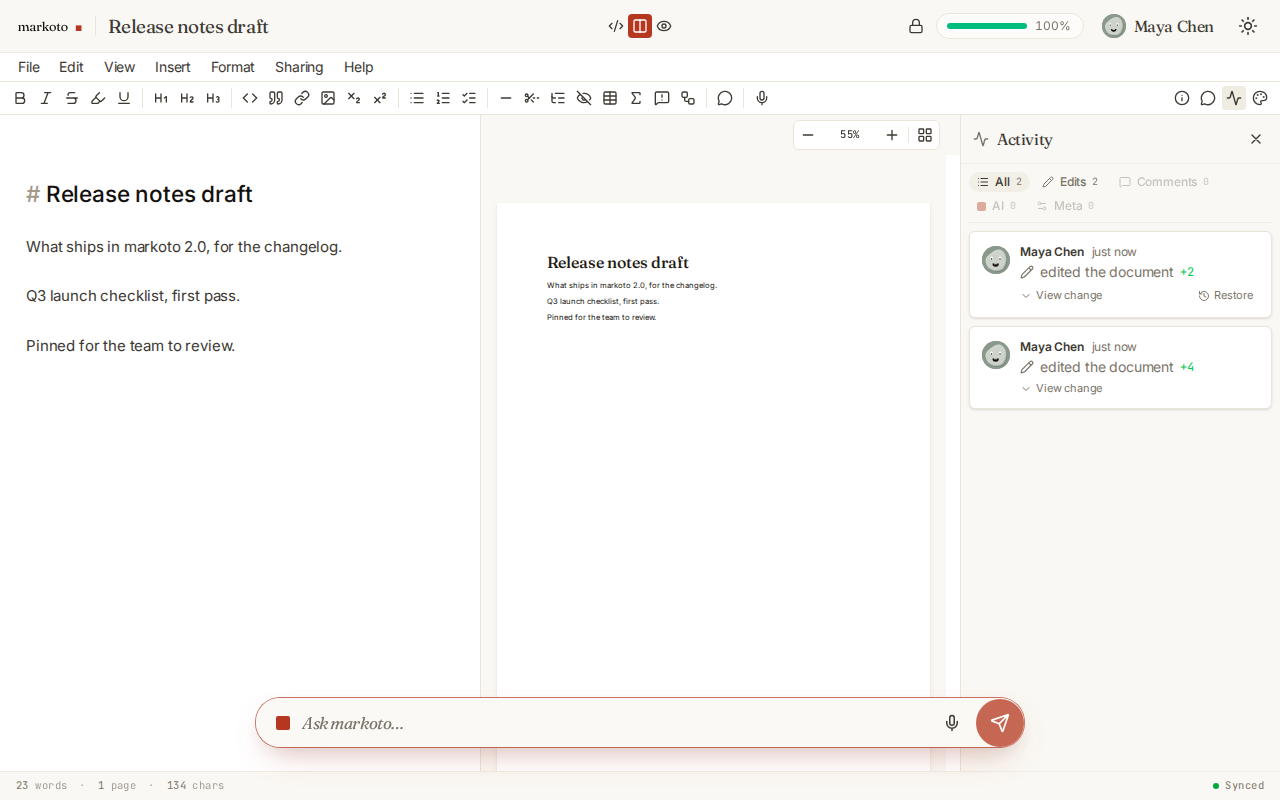 markoto
Release notes draft
100%
Maya Chen
File Edit View Insert Format Sharing Help
H1 H2 H3
55%
# Release notes draft
What ships in markoto 2.0, for the changelog.
Q3 launch checklist, first pass.
Pinned for the team to review.
Release notes draft
What ships in markoto 2.0, for the changelog.
Q3 launch checklist, first pass.
Pinned for the team to review.
Activity
All 2 Edits 2 Comments 0
AI 0 Meta 0
Maya Chen just now
edited the document +2
View change Restore
Maya Chen just now
edited the document +4
View change
Ask markoto...
23 words · 1 page · 134 chars
Synced